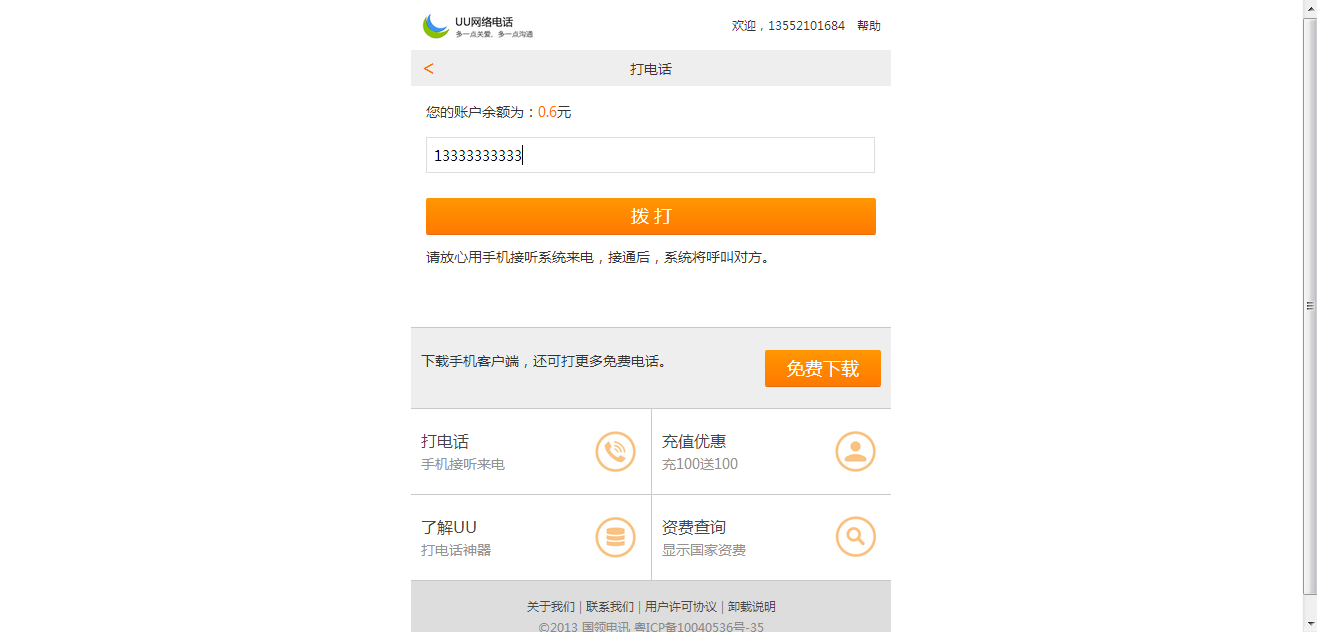 UU网络电话
多一点关爱，多一点沟通
欢迎，13552101684 帮助
< 打电话
您的账户余额为：0.6元
13333333333
拨 打
请放心用手机接听系统来电，接通后，系统将呼叫对方。
下载手机客户端，还可打更多免费电话。
免费下载
打电话
手机接听来电
充值优惠
充100送100
了解UU
打电话神器
资费查询
显示国家资费
关于我们 | 联系我们 | 用户许可协议 | 卸载说明
©2013 国领电讯 粤ICP备10040536号-35